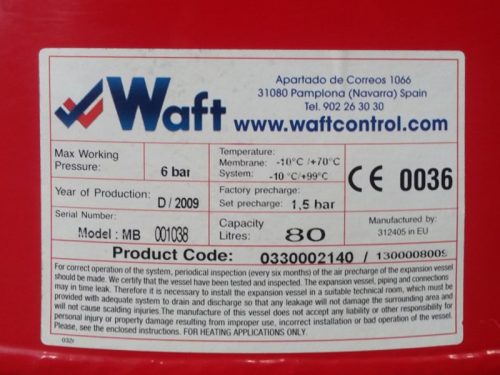 Waft
Apartado de Correos 1066
31080 Pamplona (Navarra) Spain
Tel. 902 26 30 30
www.waftcontrol.com
Max Working
Pressure: 6 bar
Temperature:
Membrane: -10°C /+70°C
System: -10°C/+99°C
CE 0036
Year of Production:
D/2009
Factory precharge:
Set precharge: 1,5 bar
Serial Number:
Model: MB 001038
Capacity
Litres: 80
Manufactured by:
312405 in EU
Product Code: 0330002140 / 1300008009
For correct operation of the system, periodical inspection (every six months) of the air precharge of the expansion vessel
should be made. We certify that the vessel have been tested and inspected. The expansion vessel, piping and connections
may in time leak. Therefore it is necessary to install the expansion vessel in a suitable technical room, which must be
provided with adequate system to drain and discharge so that any leaking will not damage the surrounding area and
will not cause scalding injuries.The manufacture of this vessel does not accept any liability or other responsibility for
personal injury or property damaging resulting from improper use, incorrect installation or bad operation of the vessel.
Please, see the enclosed instructions. FOR HEATING APPLICATIONS ONLY.